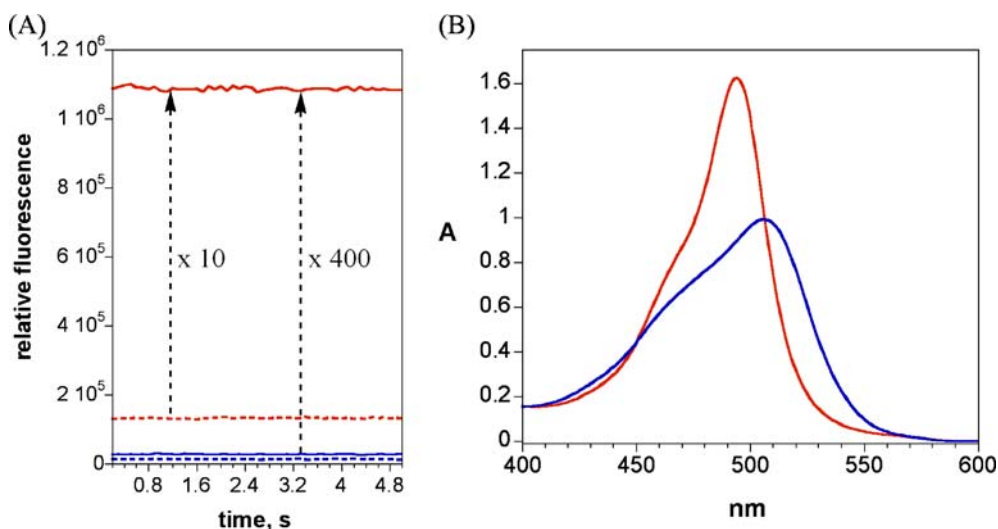 (A)
1.2 10⁶
1 10⁶
8 10⁵
6 10⁵
4 10⁵
2 10⁵
0
relative fluorescence
x 10
x 400
0.8 1.6 2.4 3.2 4 4.8
time, s
(B)
1.6
1.4
1.2
1
0.8
0.6
0.4
0.2
0
A
400 450 500 550 600
nm